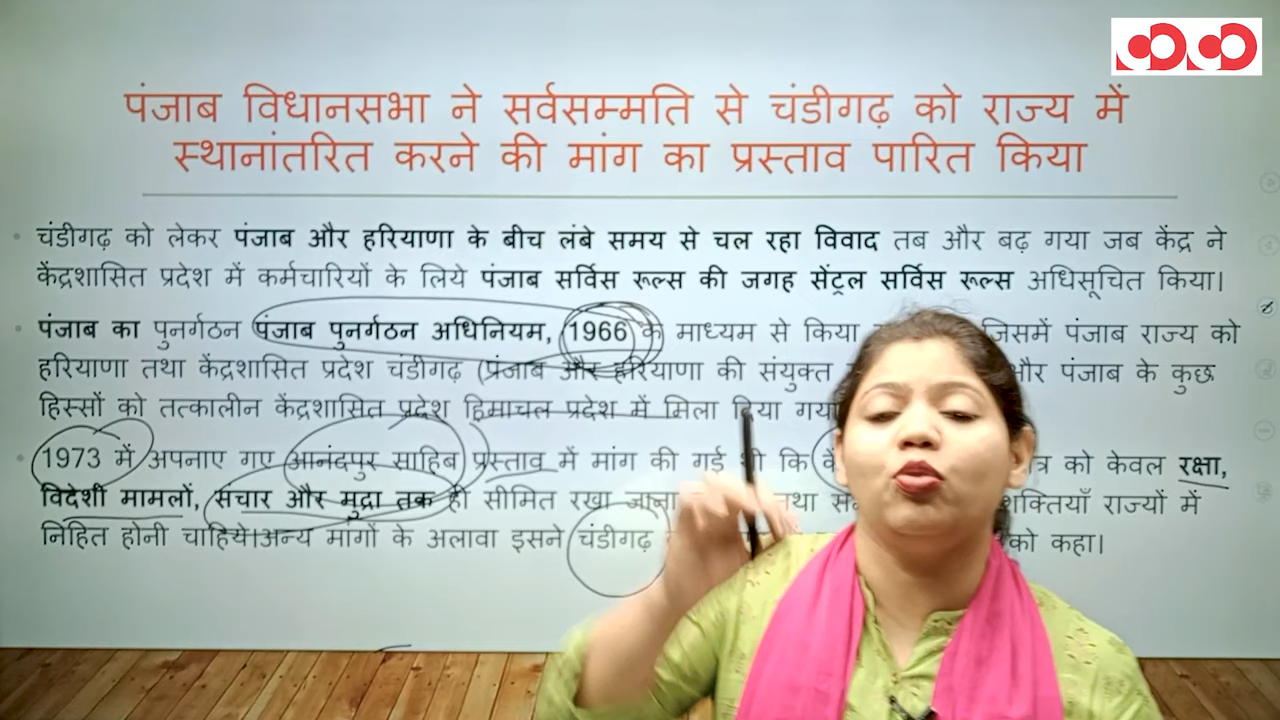 पंजाब विधानसभा ने सर्वसम्मति से चंडीगढ़ को राज्य में
स्थानांतरित करने की मांग का प्रस्ताव पारित किया
चंडीगढ़ को लेकर पंजाब और हरियाणा के बीच लंबे समय से चल रहा विवाद तब और बढ़ गया जब केंद्र ने
केंद्रशासित प्रदेश में कर्मचारियों के लिये पंजाब सर्विस रूल्स की जगह सेंट्रल सर्विस रूल्स अधिसूचित किया।
पंजाब का पुनर्गठन पंजाब पुनर्गठन अधिनियम, 1966 के माध्यम से किया जिसमें पंजाब राज्य को
हरियाणा तथा केंद्रशासित प्रदेश चंडीगढ़ (पंजाब और हरियाणा की संयुक्त और पंजाब के कुछ
हिस्सों को तत्कालीन केंद्रशासित प्रदेश हिमाचल प्रदेश में मिला दिया गया
1973 में अपनाए गए आनंदपुर साहिब प्रस्ताव में मांग की गई थी कि को केवल रक्षा,
विदेशी मामलों, संचार और मुद्रा तक ही सीमित रखा जाना तथा शक्तियाँ राज्यों में
निहित होनी चाहिये।अन्य मांगों के अलावा इसने चंडीगढ़ को कहा।